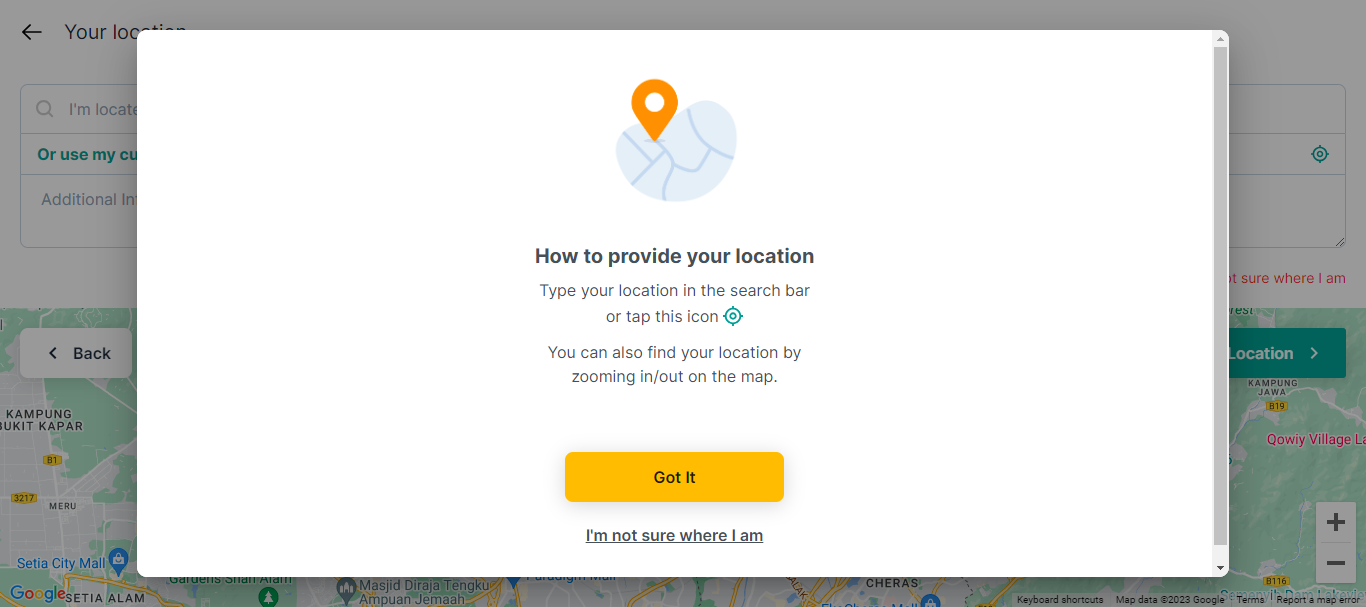 Your location
I'm locate
Or use my cu
Additional In
How to provide your location
Type your location in the search bar
or tap this icon
You can also find your location by
zooming in/out on the map.
Got It
I'm not sure where I am
t sure where I am
Back
Location
KAMPUNG
BUKIT KAPAR
B1
3217
MERU
Setia City Mall
Google
SETIA ALAM
Gardens Shah Alam
Masjid Diraja Tengku
Ampuan Jemaah
Paradigm Mall
CHERAS
KAMPUNG
JAWA
B19
Qowiy Village La
B116
Keyboard shortcuts
Map data ©2023 Google
Terms
Report a map error